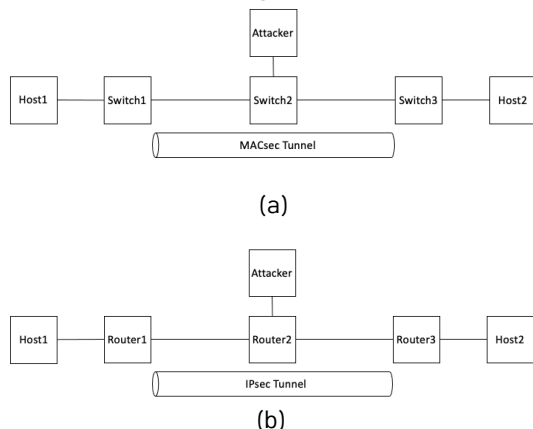 Attacker
Host1 Switch1 Switch2 Switch3 Host2
MACsec Tunnel
(a)
Attacker
Host1 Router1 Router2 Router3 Host2
IPsec Tunnel
(b)